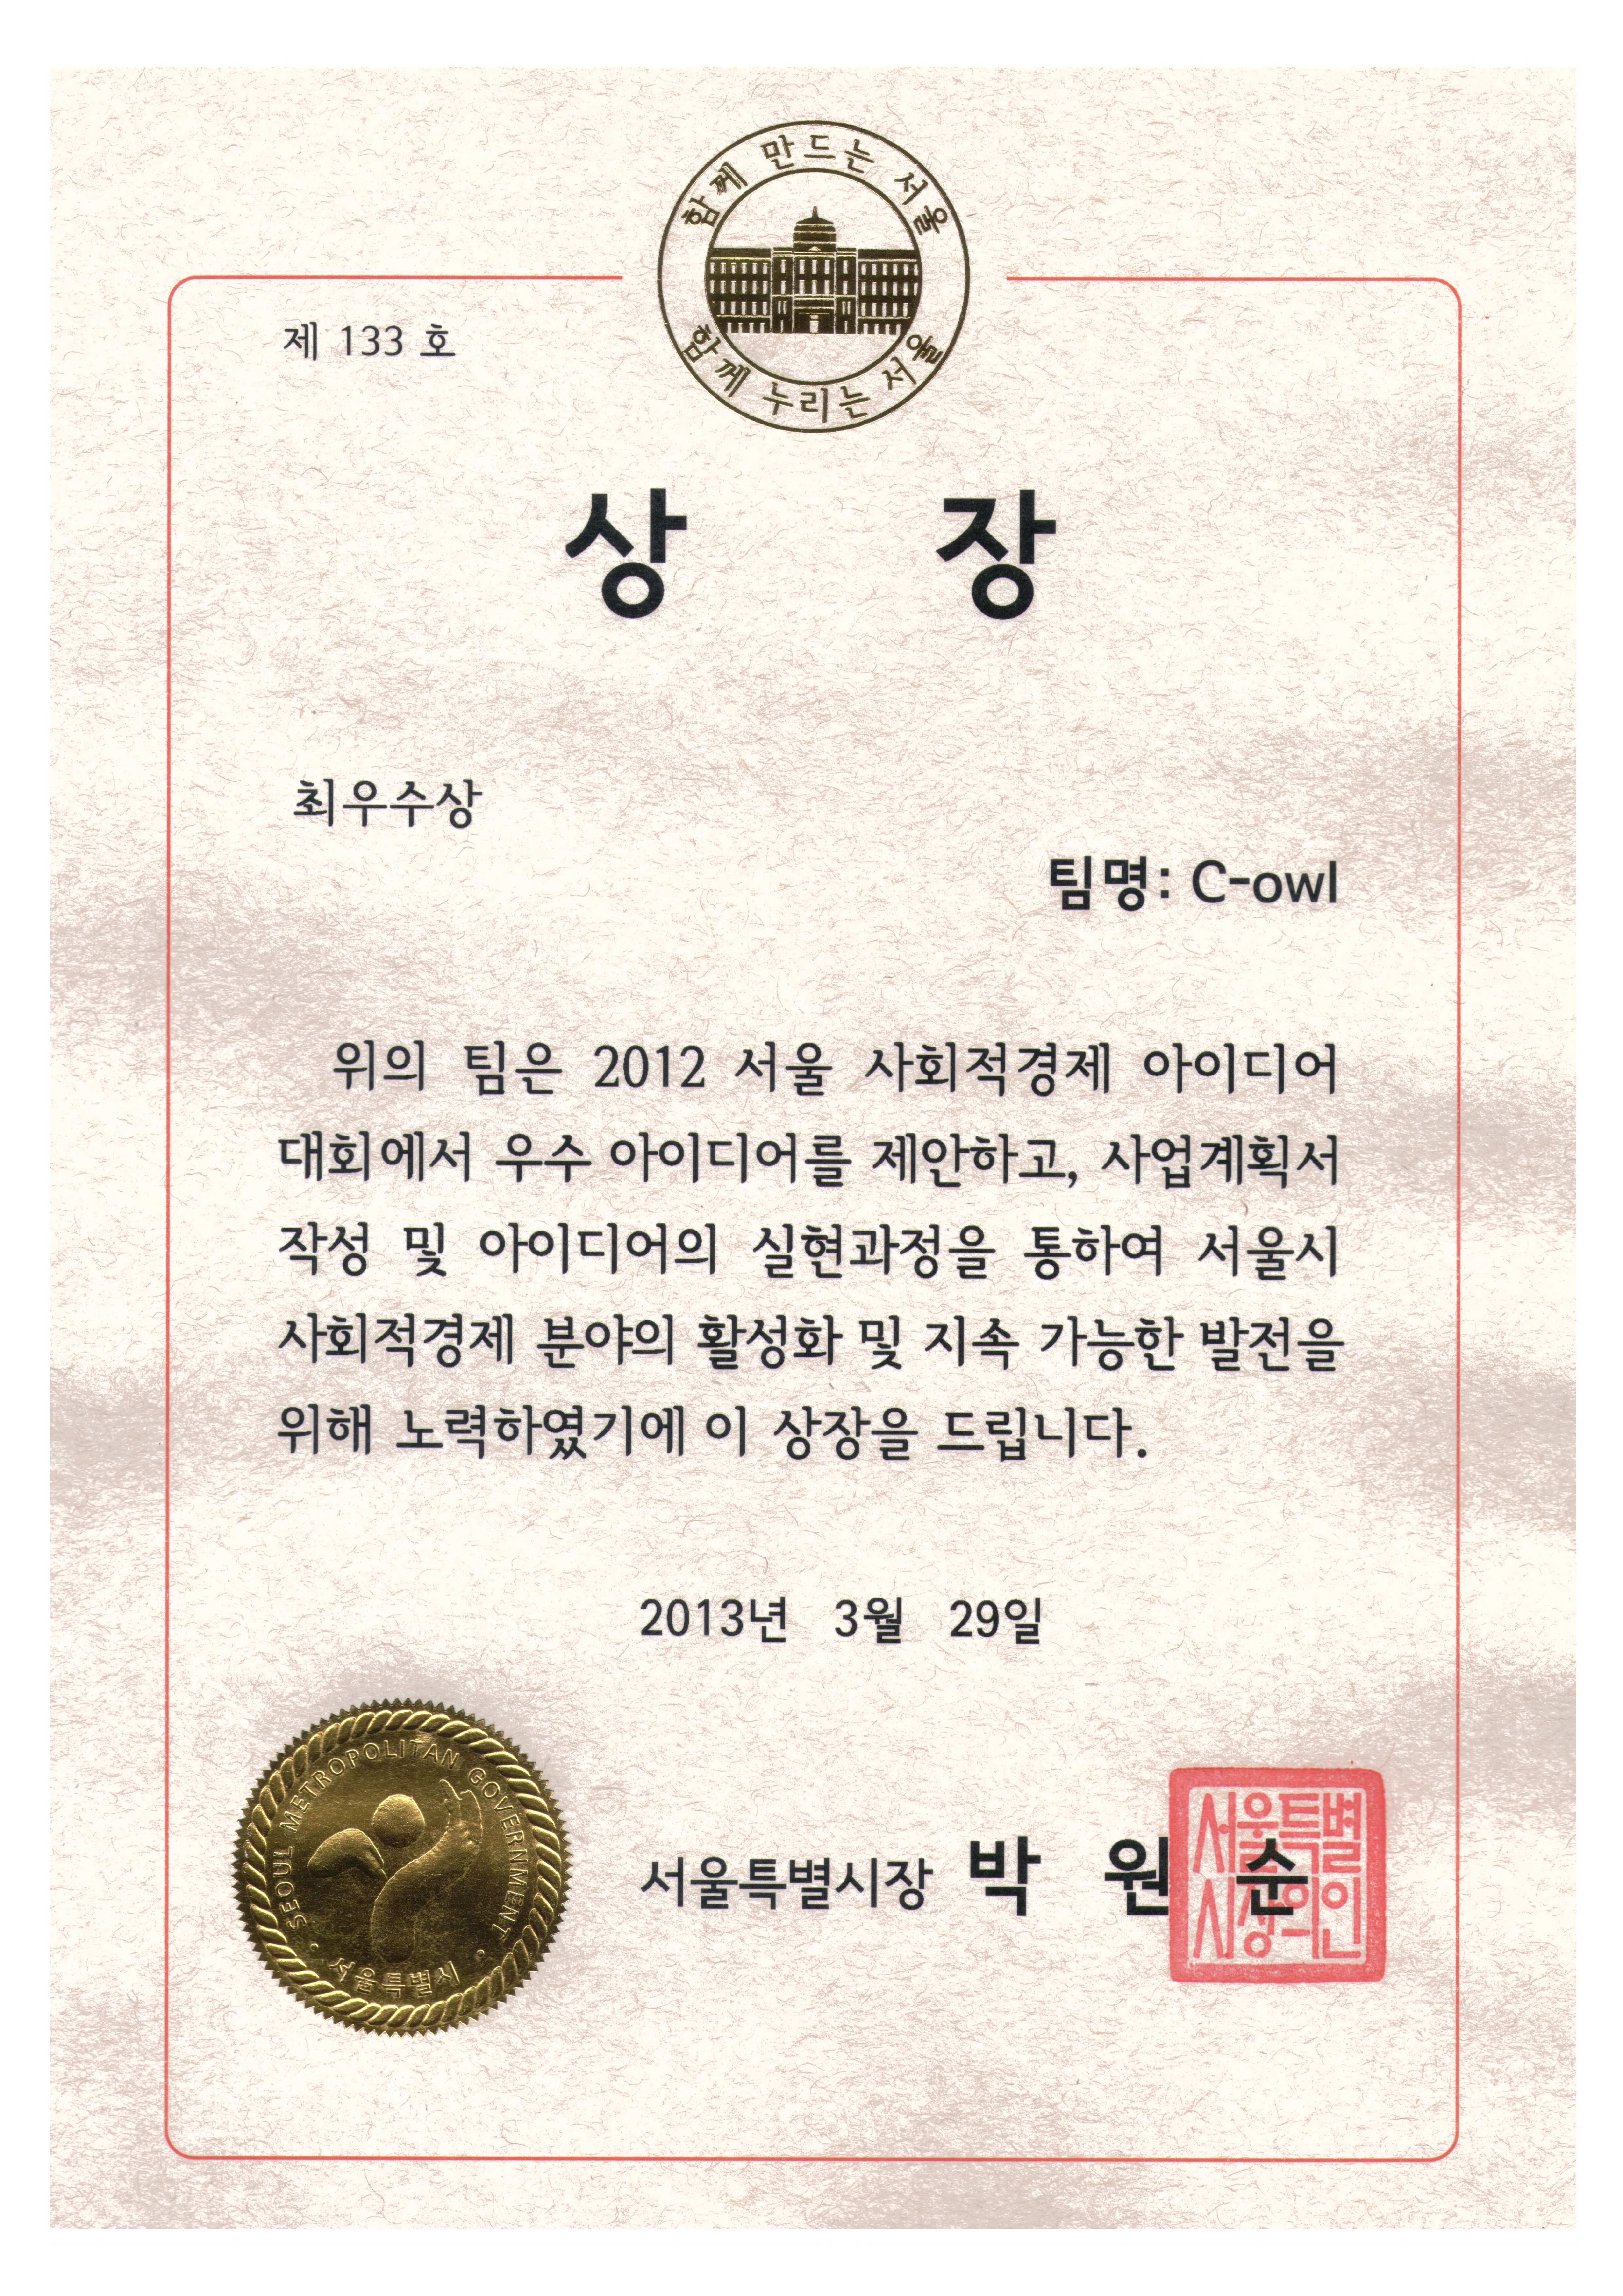 함께 만드는 서울
함께 누리는 서울
제 133 호
상 장
최우수상
팀명: C-owl
위의 팀은 2012 서울 사회적경제 아이디어
대회에서 우수 아이디어를 제안하고, 사업계획서
작성 및 아이디어의 실현과정을 통하여 서울시
사회적경제 분야의 활성화 및 지속 가능한 발전을
위해 노력하였기에 이 상장을 드립니다.
2013년 3월 29일
SEOUL METROPOLITAN GOVERNMENT
서울특별시
서울특별시장 박 원 순
서울특별
시장의인